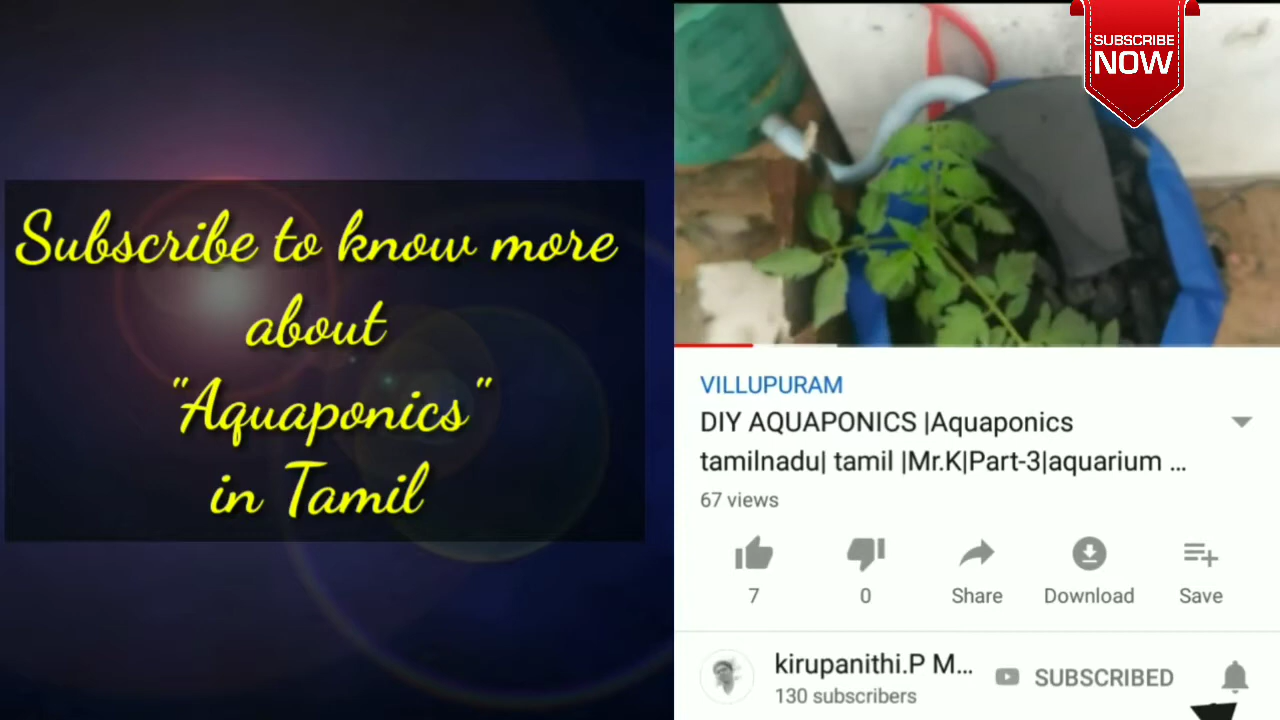 Subscribe to know more
about
"Aquaponics"
in Tamil
SUBSCRIBE
NOW
VILLUPURAM
DIY AQUAPONICS |Aquaponics
tamilnadu| tamil |Mr.K|Part-3|aquarium ...
67 views
7
0
Share
Download
Save
kirupanithi.P M...
SUBSCRIBED
130 subscribers